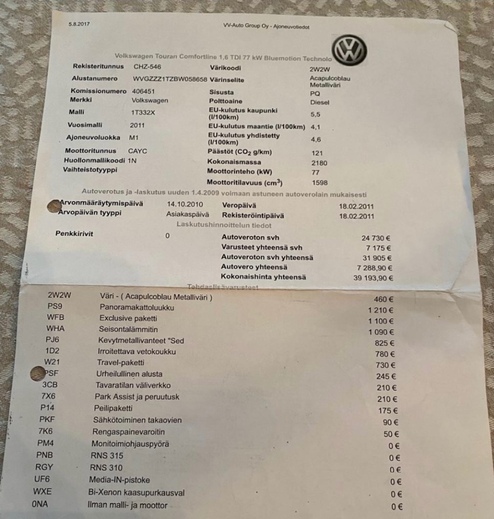 5.8.2017 VV-Auto Group Oy - Ajoneuvotiedot
Volkswagen Touran Comfortline 1,6 TDI 77 kW Bluemotion Technolo
Rekisteritunnus CHZ-546 Värikoodi 2W2W
Alustanumero WVGZZZ1TZBW058658 Värinselite Acapulcoblau Metalliväri
Komissionumero 406451 Sisusta PQ
Merkki Volkswagen Polttoaine Diesel
Malli 1T332X EU-kulutus kaupunki (l/100km) 5,5
Vuosimalli 2011 EU-kulutus maantie (l/100km) 4,1
Ajoneuvoluokka M1 EU-kulutus yhdistetty (l/100km) 4,6
Moottoritunnus CAYC Päästöt (CO2 g/km) 121
Huollonmallikoodi 1N Kokonaismassa 2180
Vaihteistotyyppi Moottorinteho (kW) 77
Moottoritilavuus (cm3) 1598
Autoverotus ja -laskutus uuden 1.4.2009 voimaan astuneen autoverolain mukaisesti
Arvonmääräytymispäivä 14.10.2010 Veropäivä 18.02.2011
Arvopäivän tyyppi Asiakaspäivä Rekisteröintipäivä 18.02.2011
Laskutushinnoittelun tiedot
Penkkirivit 0 Autoveroton svh 24 730 €
Varusteet yhteensä svh 7 175 €
Autoveroton svh yhteensä 31 905 €
Autovero yhteensä 7 288,90 €
Kokonaishinta yhteensä 39 193,90 €
Tehdaslisävarusteet
2W2W Väri - ( Acapulcoblau Metalliväri ) 460 €
PS9 Panoramakattoluukku 1 210 €
WFB Exclusive paketti 1 100 €
WHA Seisontalämmitin 1 090 €
PJ6 Kevytmetallivanteet "Sed 825 €
1D2 Irroitettava vetokoukku 780 €
W21 Travel-paketti 730 €
PSF Urheilullinen alusta 245 €
3CB Tavaratilan väliverkko 210 €
7X6 Park Assist ja peruutusk 210 €
P14 Peilipaketti 175 €
PKF Sähkötoiminen takaovien 90 €
7K6 Rengaspainevaroitin 50 €
PM4 Monitoimiohjauspyörä 0 €
PNB RNS 315 0 €
RGY RNS 310 0 €
UF6 Media-IN-pistoke 0 €
WXE Bi-Xenon kaasupurkausval 0 €
0NA Ilman malli- ja moottor 0 €